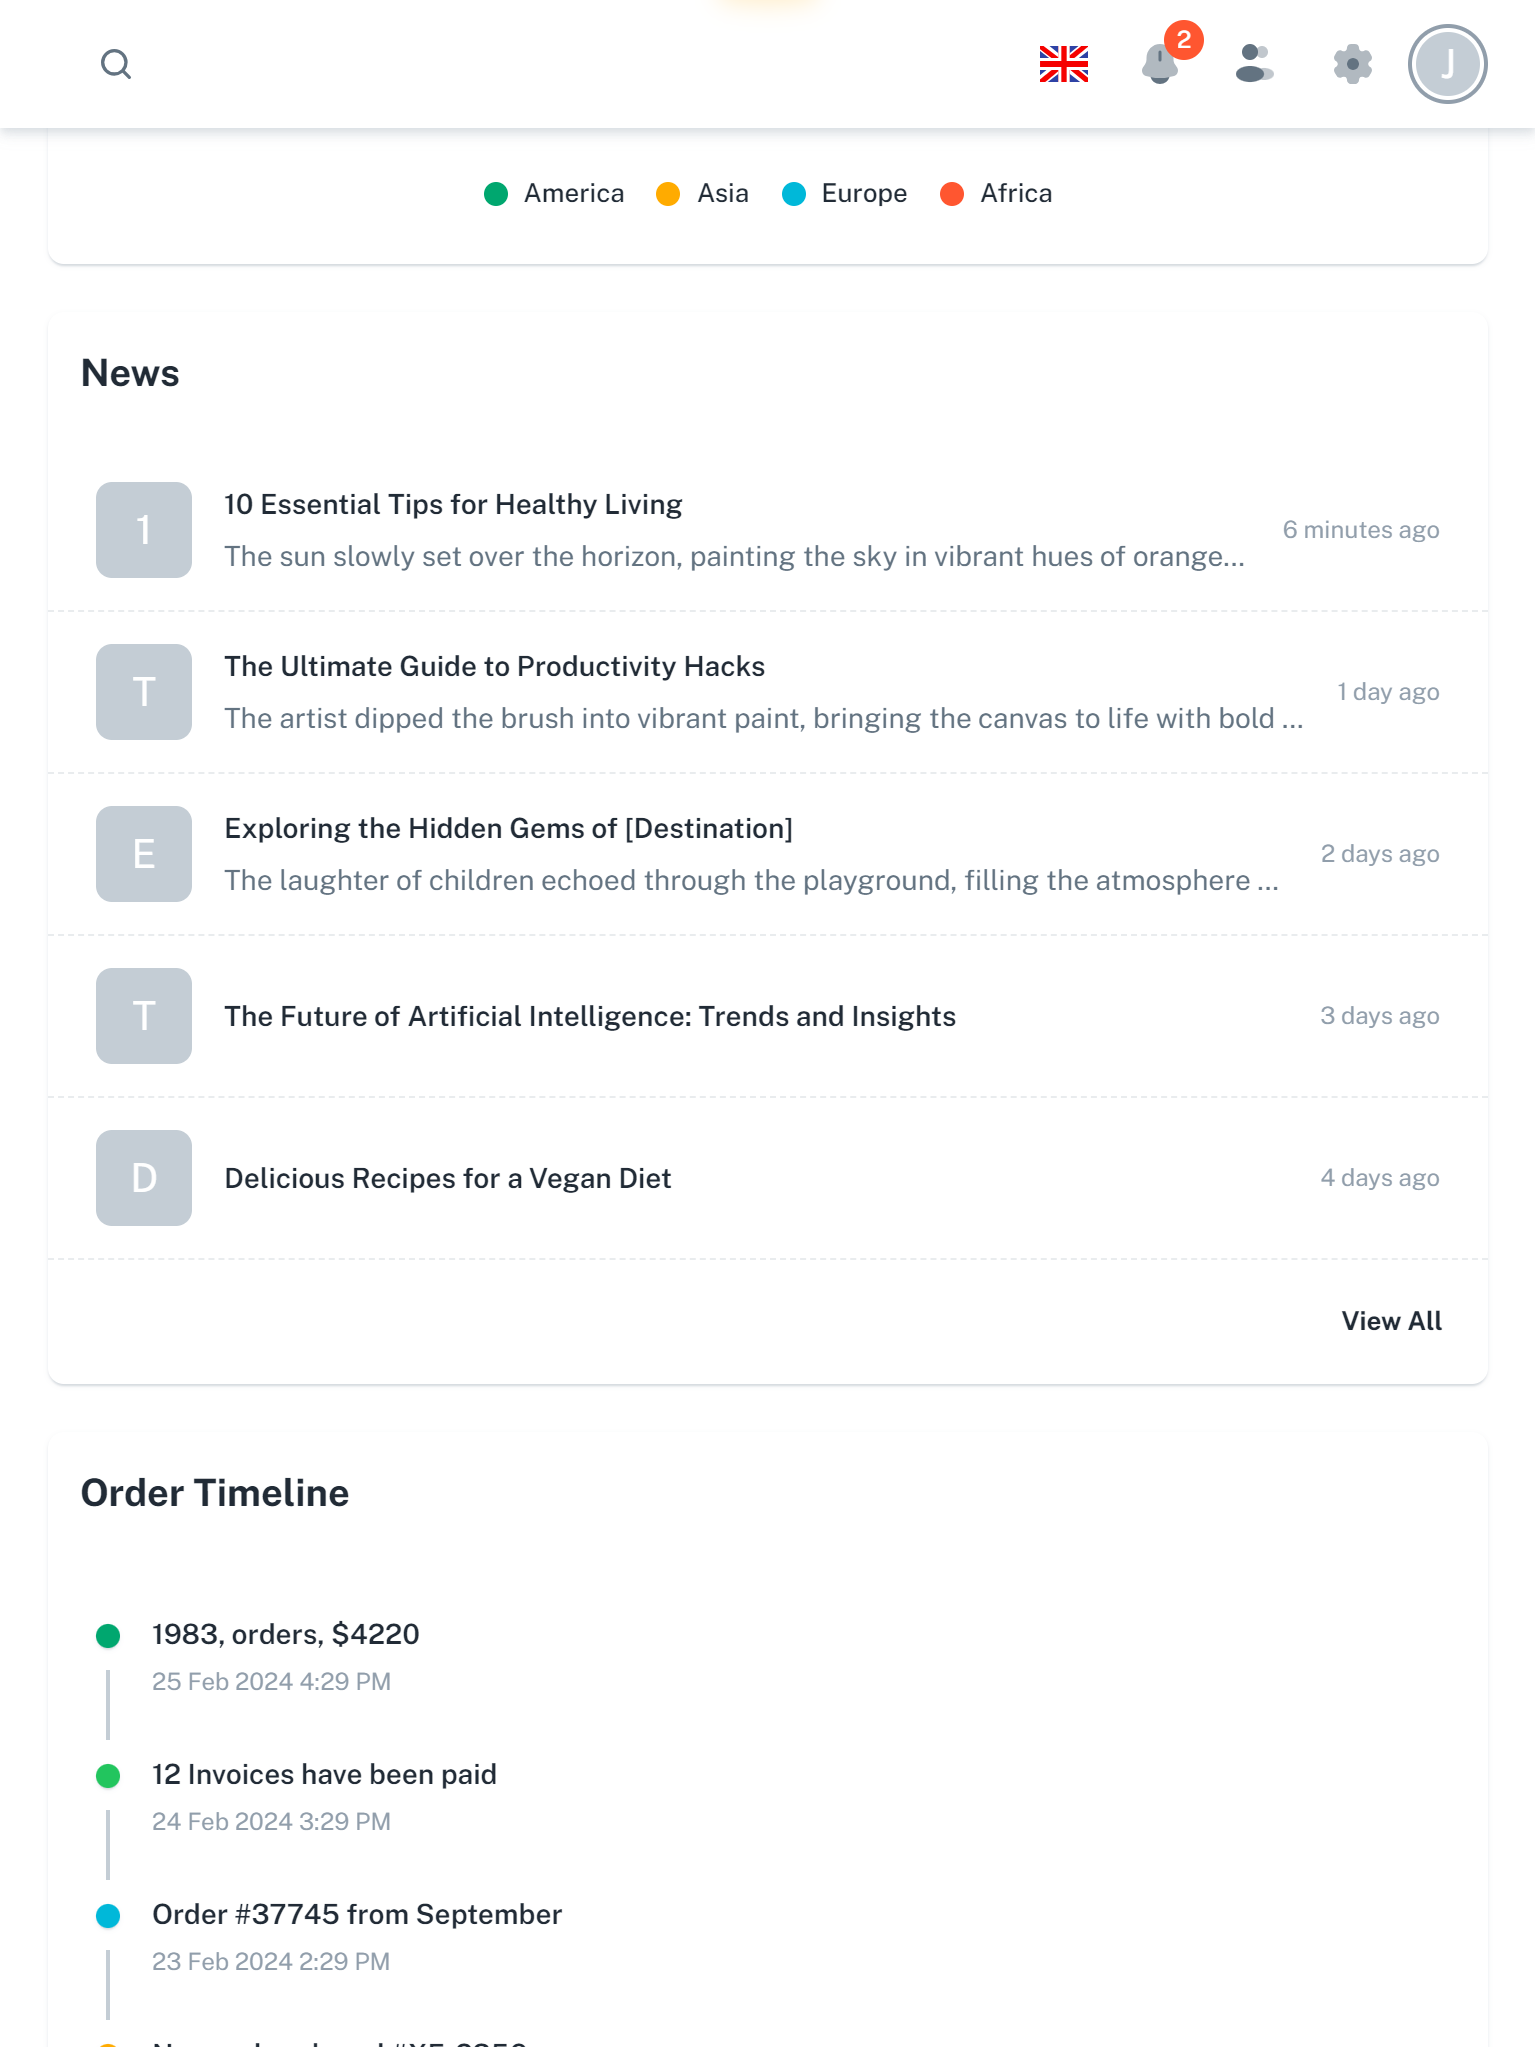 2
J
America
Asia
Europe
Africa
News
1
10 Essential Tips for Healthy Living
The sun slowly set over the horizon, painting the sky in vibrant hues of orange...
6 minutes ago
T
The Ultimate Guide to Productivity Hacks
The artist dipped the brush into vibrant paint, bringing the canvas to life with bold ...
1 day ago
E
Exploring the Hidden Gems of [Destination]
The laughter of children echoed through the playground, filling the atmosphere ...
2 days ago
T
The Future of Artificial Intelligence: Trends and Insights
3 days ago
D
Delicious Recipes for a Vegan Diet
4 days ago
View All
Order Timeline
1983, orders, $4220
25 Feb 2024 4:29 PM
12 Invoices have been paid
24 Feb 2024 3:29 PM
Order #37745 from September
23 Feb 2024 2:29 PM